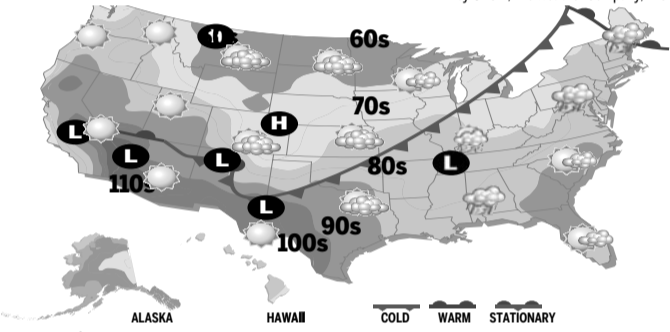 60s
70s
H
L
L
L
80s
L
110s
L
90s
100s
ALASKA
HAWAII
COLD
WARM
STATIONARY